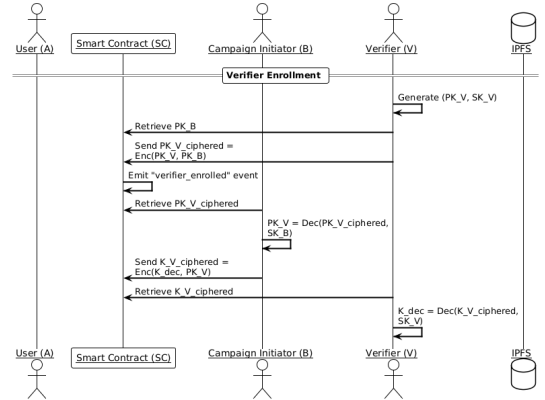 User (A)
Smart Contract (SC)
Campaign Initiator (B)
Verifier (V)
IPFS
Verifier Enrollment
Generate (PK_V, SK_V)
Retrieve PK_B
Send PK_V_ciphered =
Enc(PK_V, PK_B)
Emit "verifier_enrolled" event
Retrieve PK_V_ciphered
PK_V = Dec(PK_V_ciphered,
SK_B)
Send K_V_ciphered =
Enc(K_dec, PK_V)
Retrieve K_V_ciphered
K_dec = Dec(K_V_ciphered,
SK_V)
User (A)
Smart Contract (SC)
Campaign Initiator (B)
Verifier (V)
IPFS